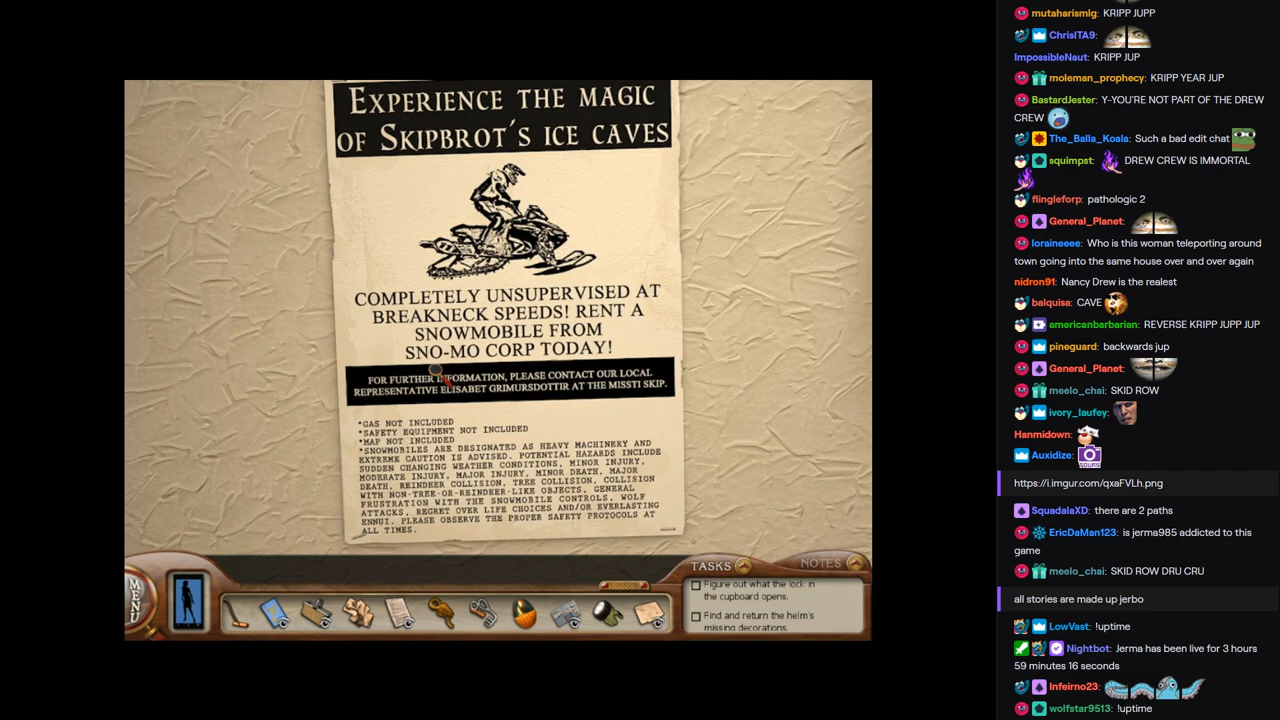 EXPERIENCE THE MAGIC
OF SKIPBROT´S ICE CAVES
COMPLETELY UNSUPERVISED AT
BREAKNECK SPEEDS! RENT A
SNOWMOBILE FROM
SNO-MO CORP TODAY!
FOR FURTHER INFORMATION, PLEASE CONTACT OUR LOCAL
REPRESENTATIVE ELISABET GRIMURSDOTTIR AT THE MISSTI SKIP.
*GAS NOT INCLUDED
*SAFETY EQUIPMENT NOT INCLUDED
*MAP NOT INCLUDED
*SNOWMOBILES ARE DESIGNATED AS HEAVY MACHINERY AND
EXTREME CAUTION IS ADVISED. POTENTIAL HAZARDS INCLUDE
SUDDEN CHANGING WEATHER CONDITIONS, MINOR INJURY,
MODERATE INJURY, MAJOR INJURY, MINOR DEATH, MAJOR
DEATH, REINDEER COLLISION, TREE COLLISION, COLLISION
WITH NON-TREE-OR-REINDEER-LIKE OBJECTS, GENERAL
FRUSTRATION WITH THE SNOWMOBILE CONTROLS, WOLF
ATTACKS, REGRET OVER LIFE CHOICES AND/OR EVERLASTING
ENNUI. PLEASE OBSERVE THE PROPER SAFETY PROTOCOLS AT
ALL TIMES.
MENU
TASKS
NOTES
Figure out what the lock in
the cupboard opens.
Find and return the helm's
missing decorations.
mutaharismlg: KRIPP JUPP
ChrisITA9:
ImpossibleNaut: KRIPP JUP
moleman_prophecy: KRIPP YEAR JUP
BastardJester: Y-YOU'RE NOT PART OF THE DREW
CREW
The_Balla_Koala: Such a bad edit chat
squimpst: DREW CREW IS IMMORTAL
flingleforp: pathologic 2
General_Planet:
loraineeee: Who is this woman teleporting around
town going into the same house over and over again
nidron91: Nancy Drew is the realest
balquisa: CAVE
americanbarbarian: REVERSE KRIPP JUPP JUP
pineguard: backwards jup
General_Planet:
meelo_chai: SKID ROW
ivory_laufey:
Hanmidown:
Auxidize:
https://i.imgur.com/qxaFVLh.png
SquadalaXD: there are 2 paths
EricDaMan123: is jerma985 addicted to this
game
meelo_chai: SKID ROW DRU CRU
all stories are made up jerbo
LowVast: !uptime
Nightbot: Jerma has been live for 3 hours
59 minutes 16 seconds
Infeirno23:
wolfstar9513: !uptime